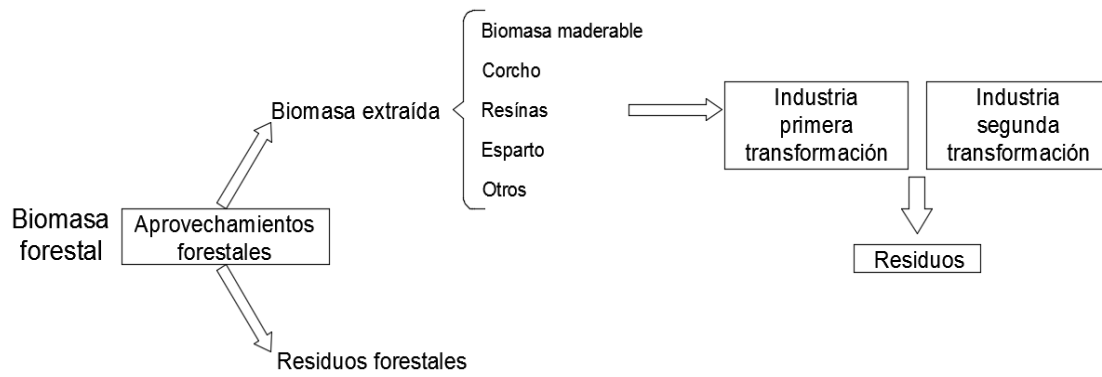 Biomasa
forestal
Aprovechamientos
forestales
Biomasa extraída
Biomasa maderable
Corcho
Resínas
Esparto
Otros
Industria
primera
transformación
Industria
segunda
transformación
Residuos
Residuos forestales